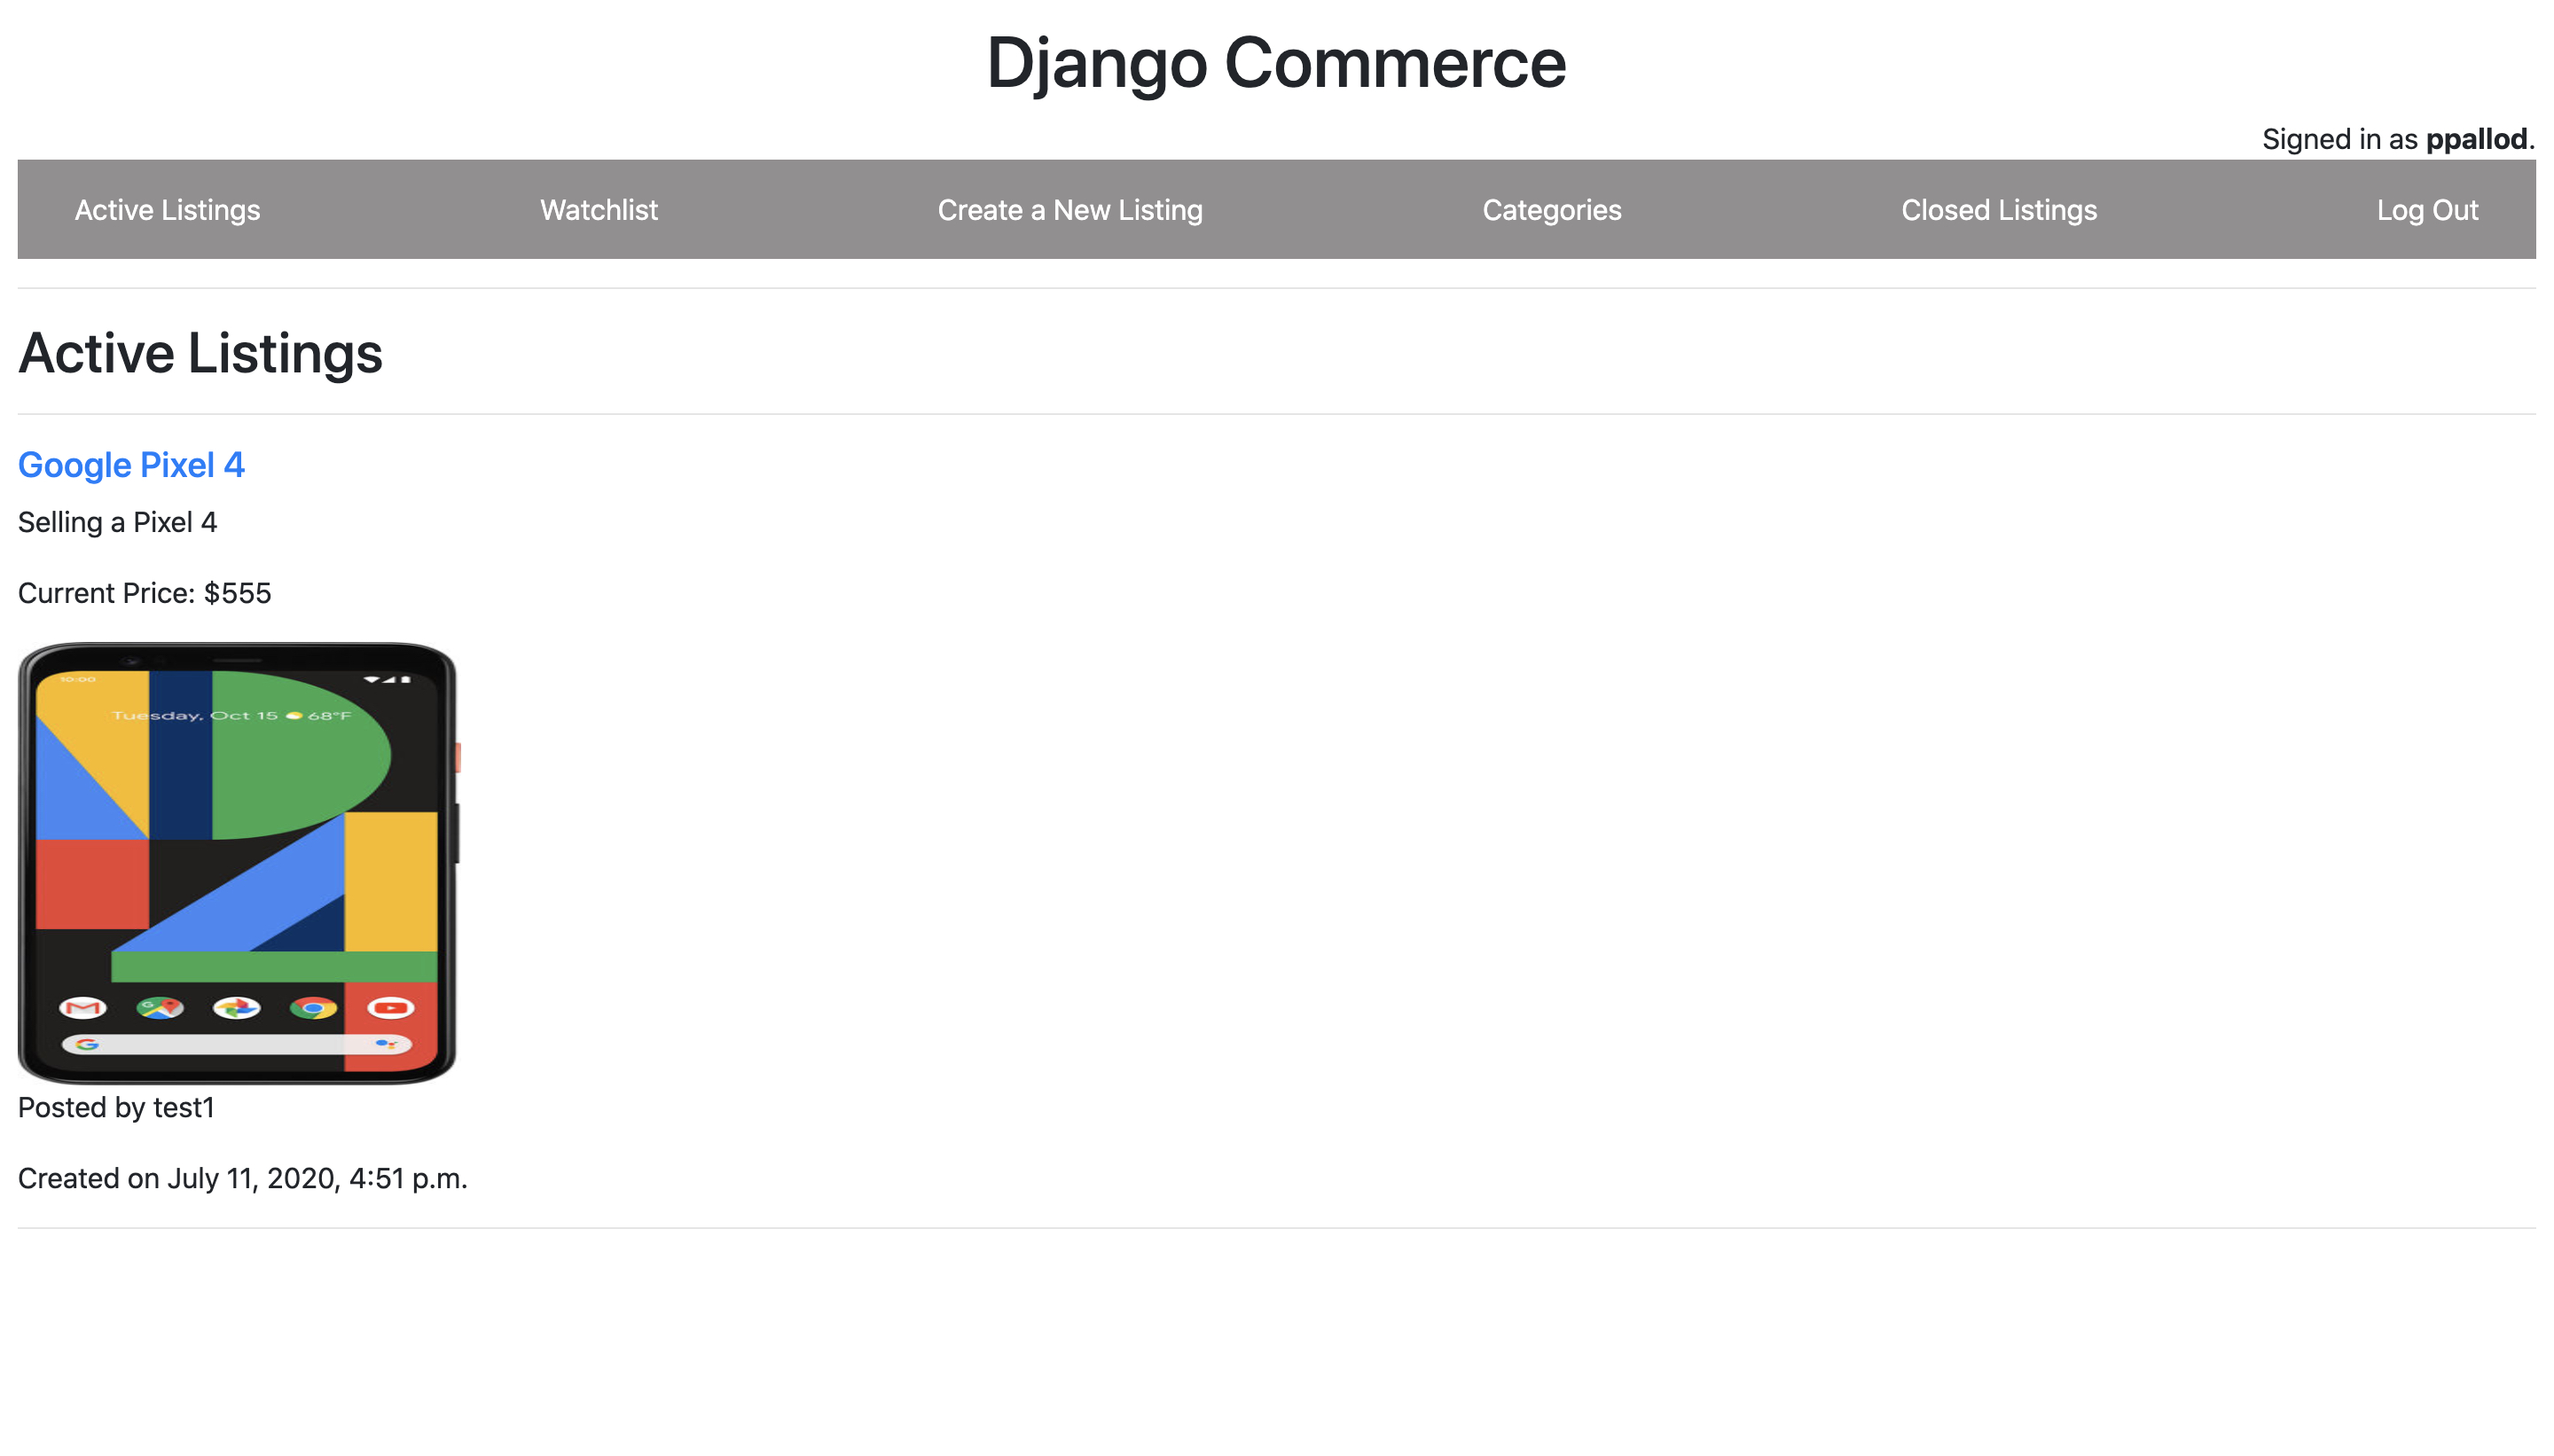 Django Commerce
Signed in as ppallod.
Active Listings Watchlist Create a New Listing Categories Closed Listings Log Out
Active Listings
Google Pixel 4
Selling a Pixel 4
Current Price: $555
10:00
Tuesday, Oct 15 68°F
Posted by test1
Created on July 11, 2020, 4:51 p.m.